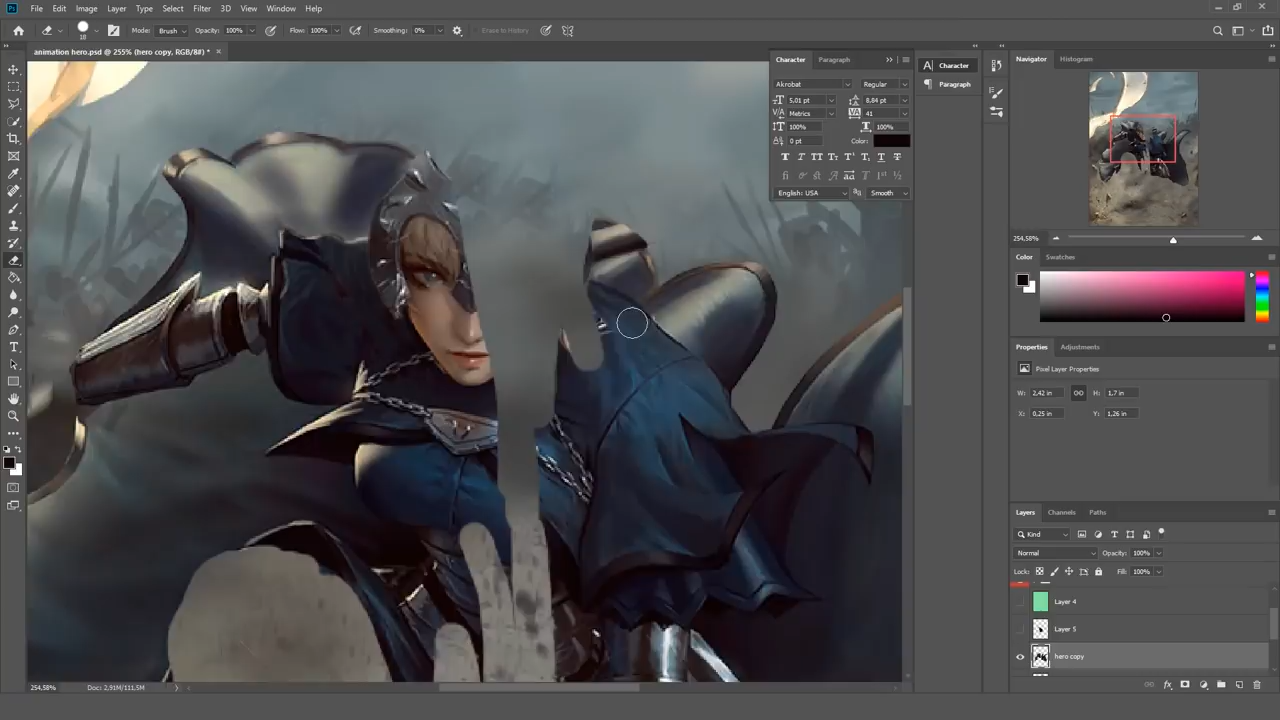 Ps File Edit Image Layer Type Select Filter 3D View Window Help
18 Mode: Brush Opacity: 100% Flow: 100% Smoothing: 0% Erase to History
animation hero.psd @ 255% (hero copy, RGB/8#) * ×
Character Paragraph
Akrobat Regular
5,01 pt 8,84 pt
Metrics 41
100% 100%
0 pt Color:
English: USA Smooth
Character
Paragraph
Navigator Histogram
254,58%
Color Swatches
Properties Adjustments
Pixel Layer Properties
W: 2,42 in H: 1,7 in
X: 0,25 in Y: 1,26 in
Layers Channels Paths
Kind
Normal Opacity: 100%
Lock: Fill: 100%
Layer 4
Layer 5
hero copy
254,58% Doc: 2,91M/111,5M